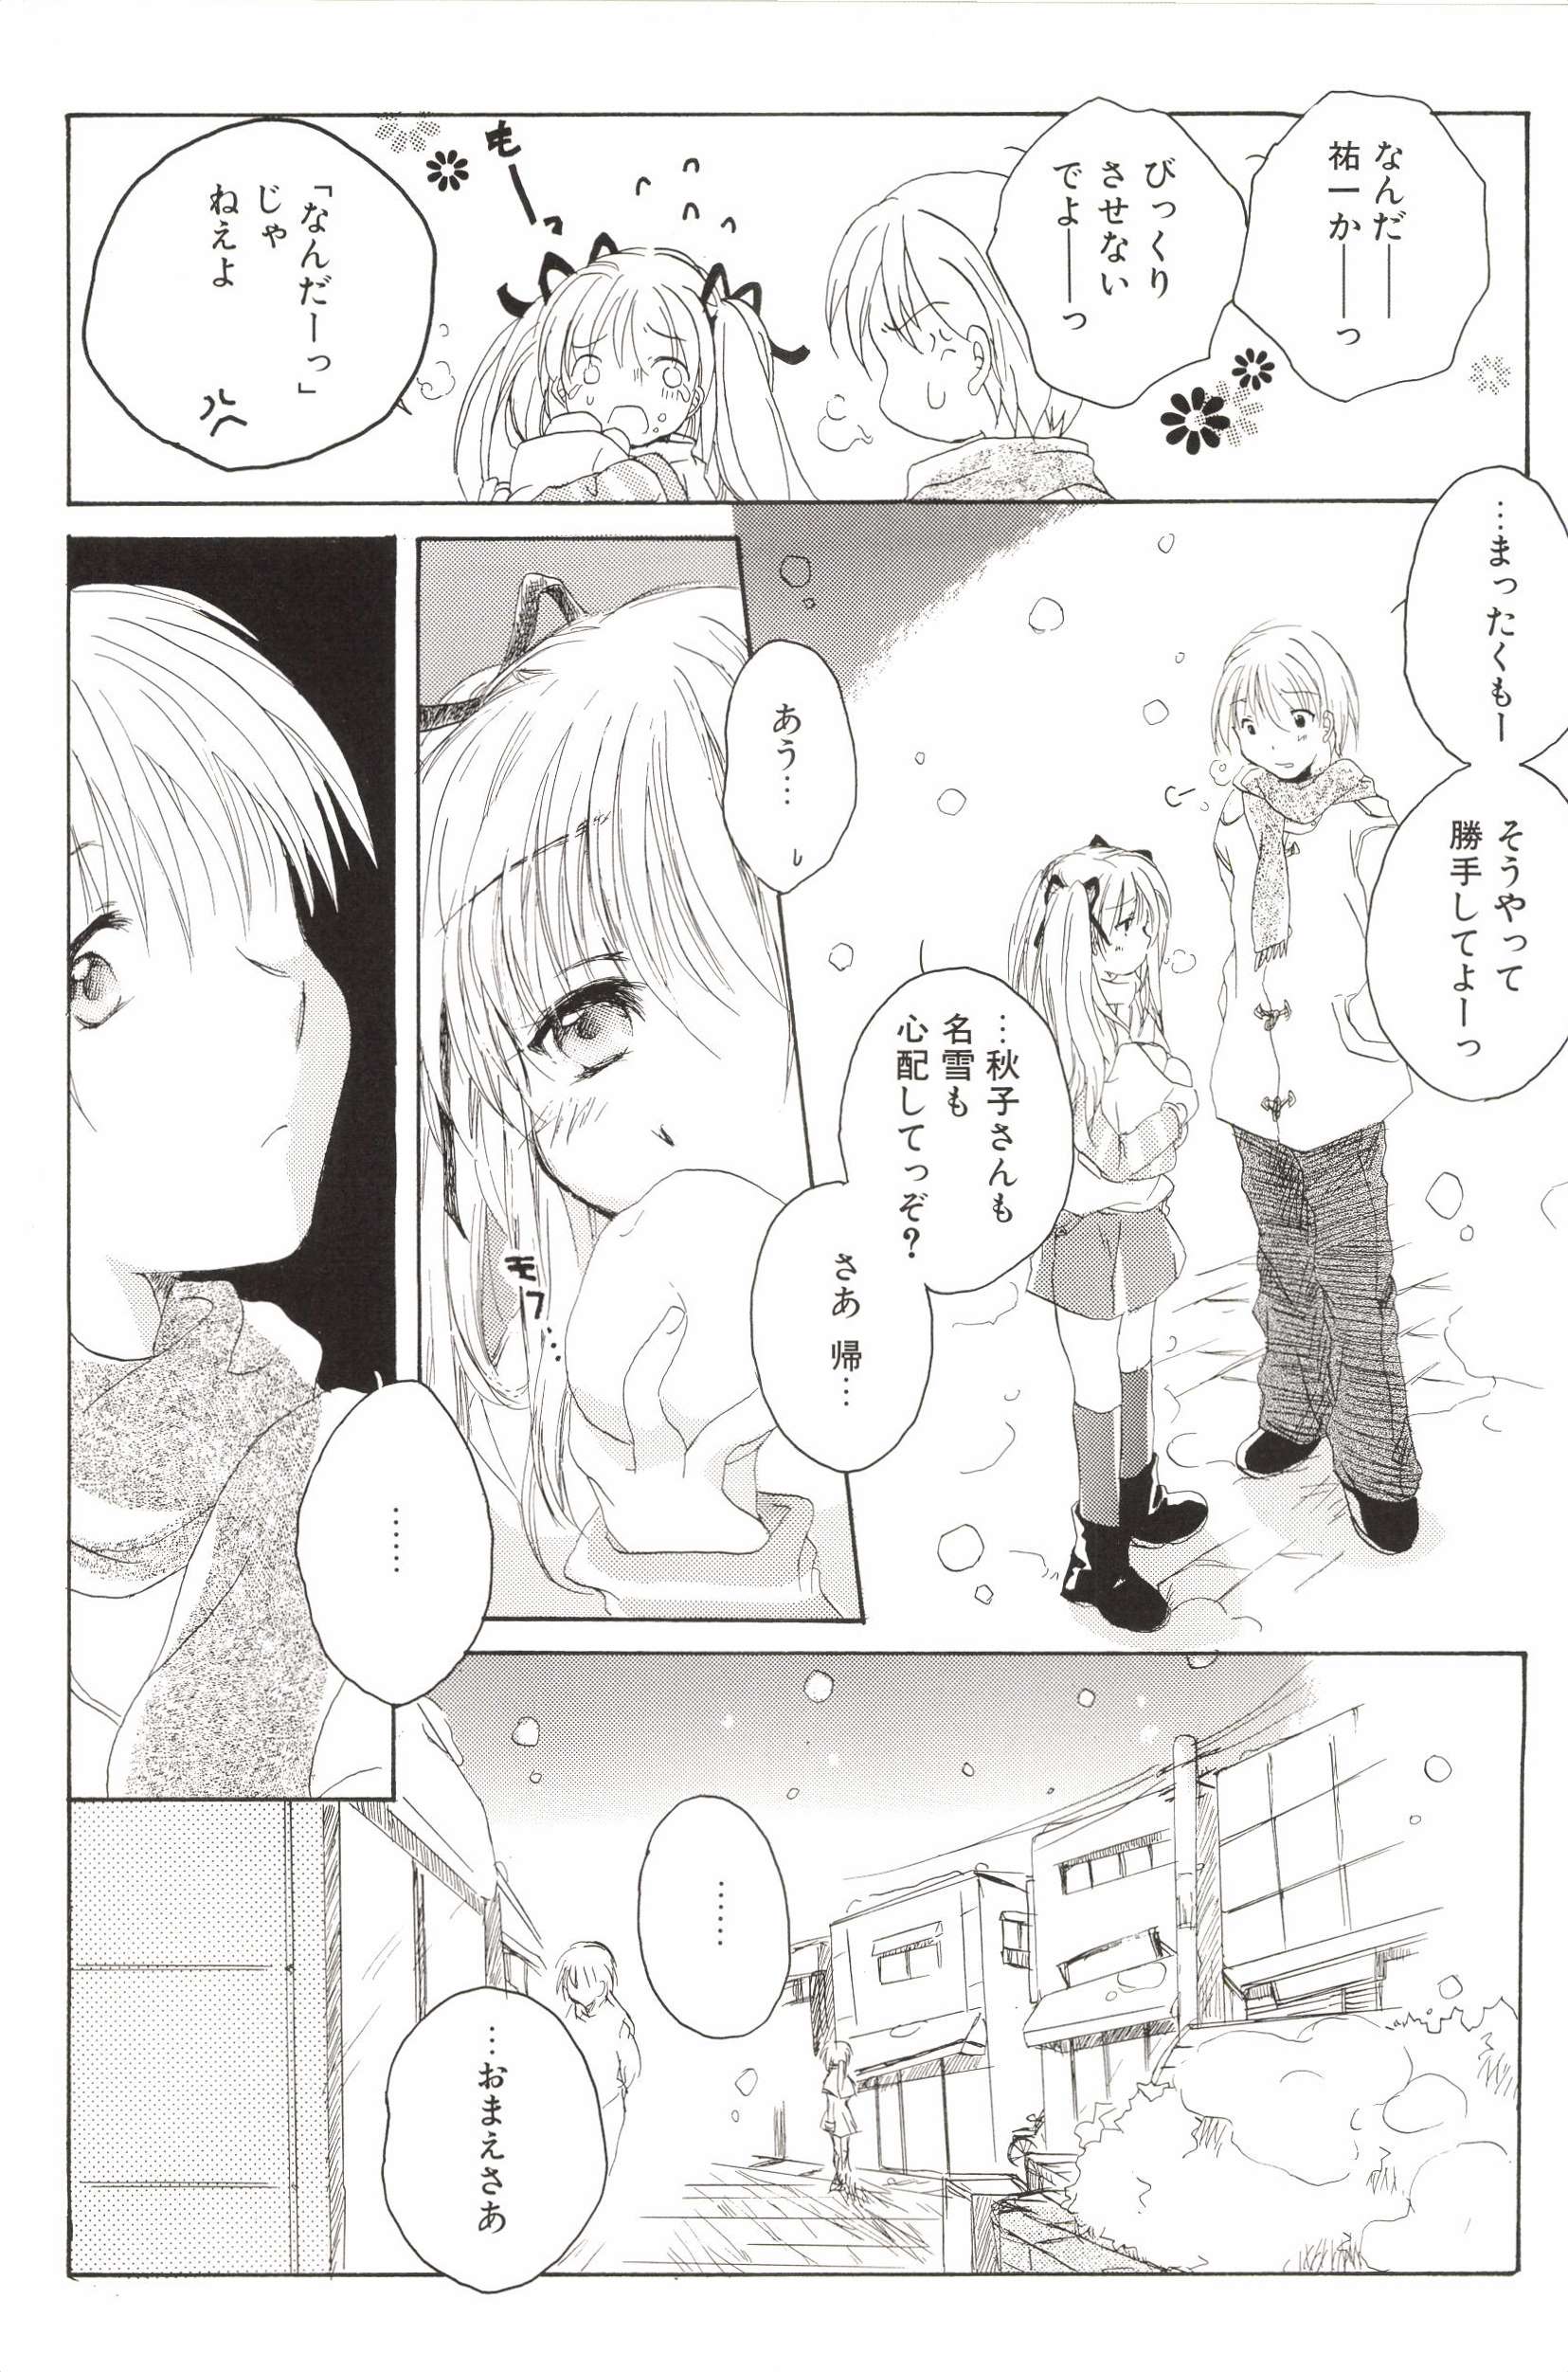 なんだ――
祐一か――っ
びっくり
させない
でよ――っ
もーっ
「なんだーっ」
じゃ
ねえよ
…まったくもー
そうやって
勝手してよーっ
…秋子さんも
名雪も
心配してっぞ？
さあ 帰…
あう…
モフ…
……
……
…おまえさあ